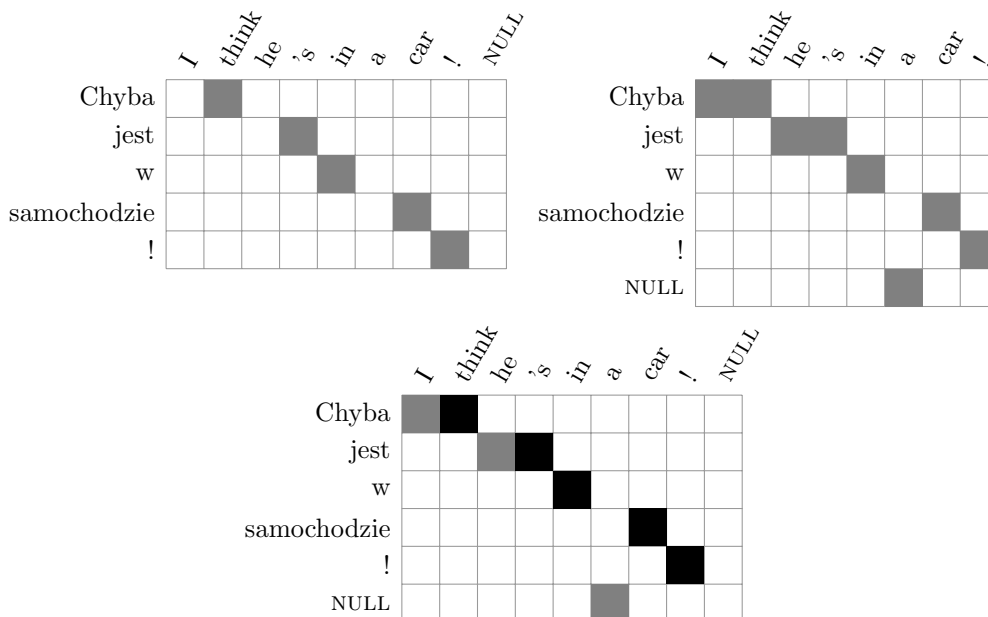 I think he 's in a car ! NULL
Chyba
jest
w
samochodzie
!
I think he 's in a car !
Chyba
jest
w
samochodzie
!
NULL
I think he 's in a car ! NULL
Chyba
jest
w
samochodzie
!
NULL